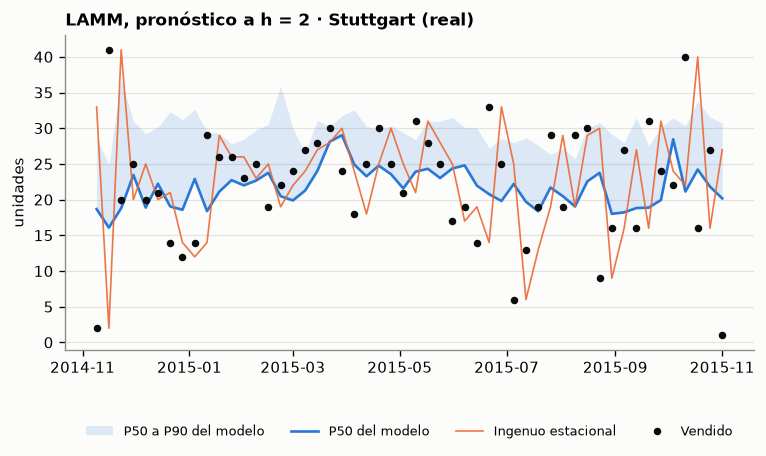 LAMM, pronóstico a h = 2 · Stuttgart (real)
unidades
40
35
30
25
20
15
10
5
0
2014-11 2015-01 2015-03 2015-05 2015-07 2015-09 2015-11
P50 a P90 del modelo P50 del modelo Ingenuo estacional Vendido